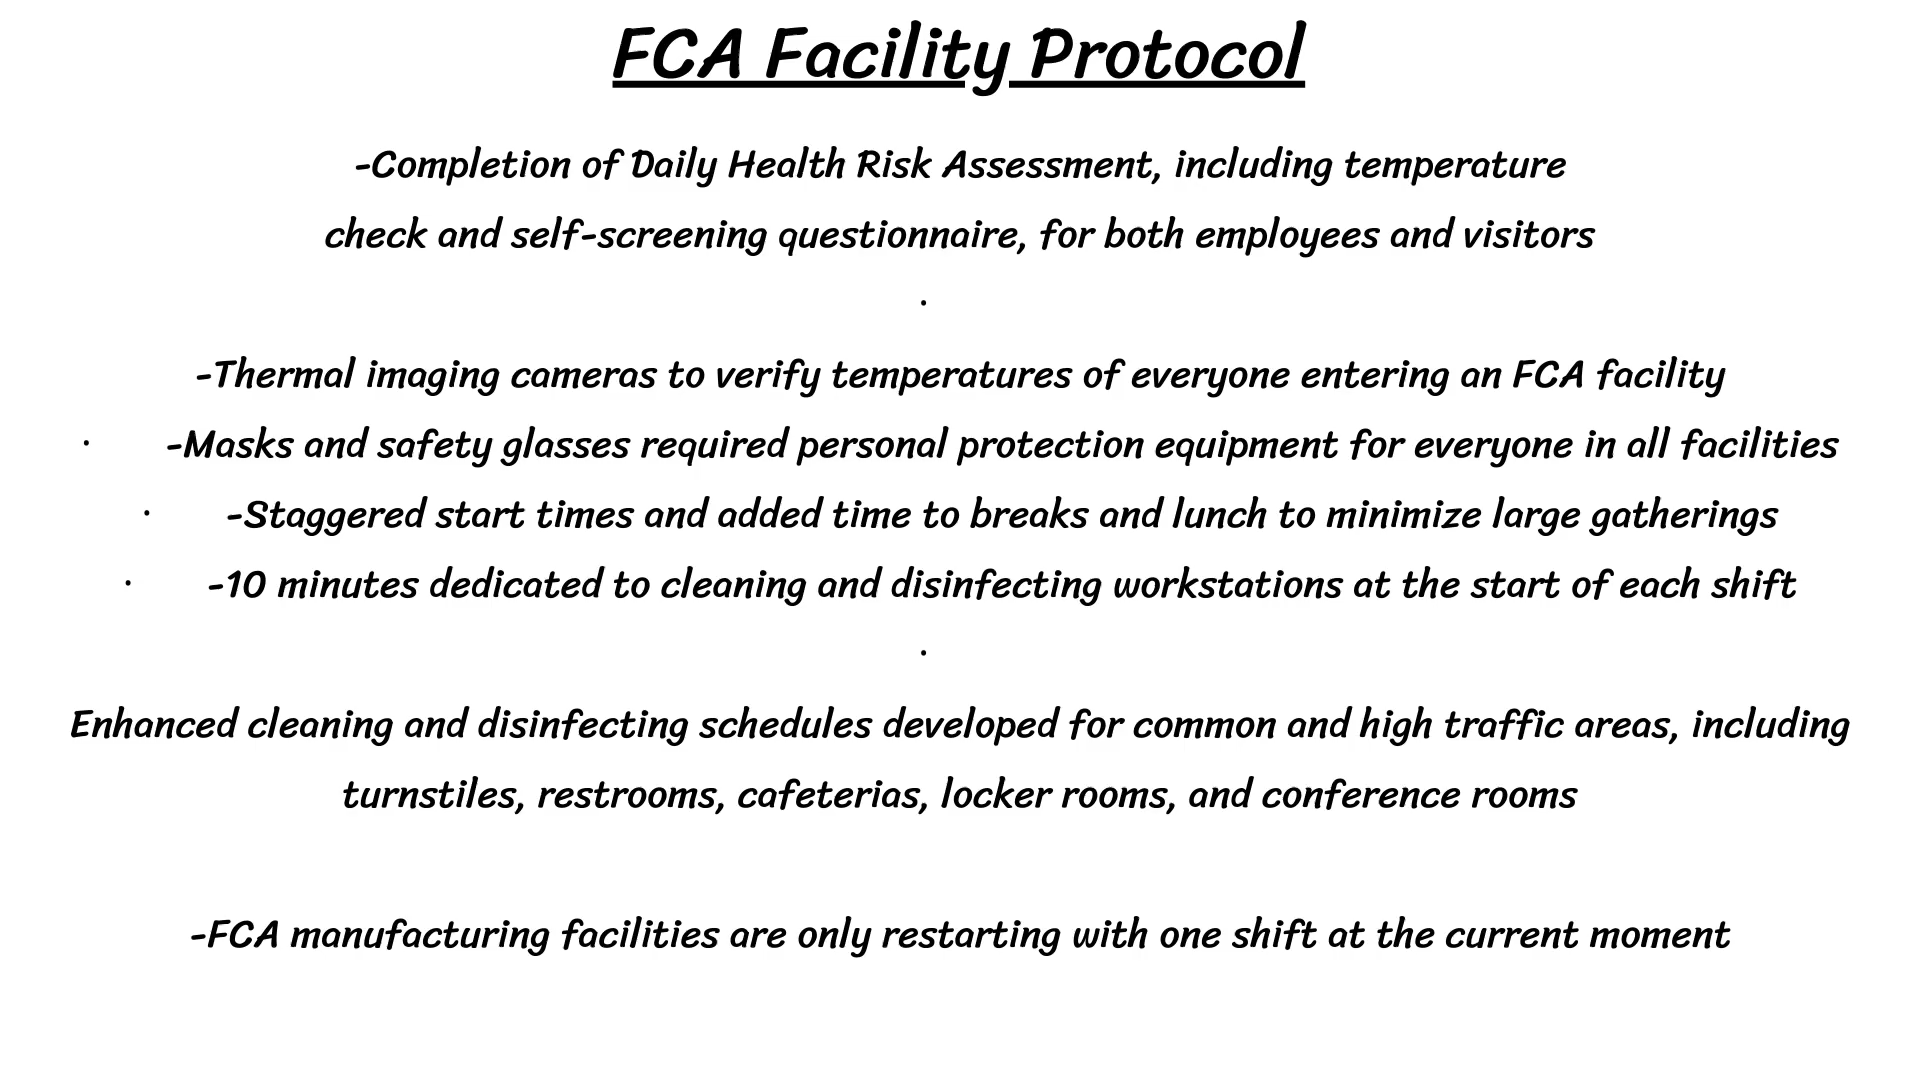 FCA Facility Protocol
-Completion of Daily Health Risk Assessment, including temperature
check and self-screening questionnaire, for both employees and visitors
·
-Thermal imaging cameras to verify temperatures of everyone entering an FCA facility
· -Masks and safety glasses required personal protection equipment for everyone in all facilities
· -Staggered start times and added time to breaks and lunch to minimize large gatherings
· -10 minutes dedicated to cleaning and disinfecting workstations at the start of each shift
·
Enhanced cleaning and disinfecting schedules developed for common and high traffic areas, including
turnstiles, restrooms, cafeterias, locker rooms, and conference rooms
-FCA manufacturing facilities are only restarting with one shift at the current moment